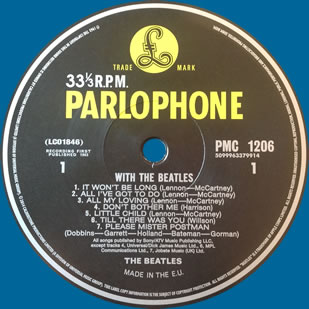 TRADE MARK
33⅓ R.P.M.
PARLOPHONE
(LC01846)
PMC 1206
RECORDING FIRST
PUBLISHED 1963
5099963379914
1
1
WITH THE BEATLES
1. IT WON'T BE LONG (Lennon—McCartney)
2. ALL I'VE GOT TO DO (Lennon—McCartney)
3. ALL MY LOVING (Lennon—McCartney)
4. DON'T BOTHER ME (Harrison)
5. LITTLE CHILD (Lennon—McCartney)
6. TILL THERE WAS YOU (Willson)
7. PLEASE MISTER POSTMAN
(Dobbins—Garrett—Holland—Bateman—Gorman)
All songs published by Sony/ATV Music Publishing LLC,
except 4, Universal/Dick James Music Ltd.; 6, MPL
Communications Ltd.; 7, Jobete Music (UK) Ltd.
THE BEATLES
MADE IN THE E.U.